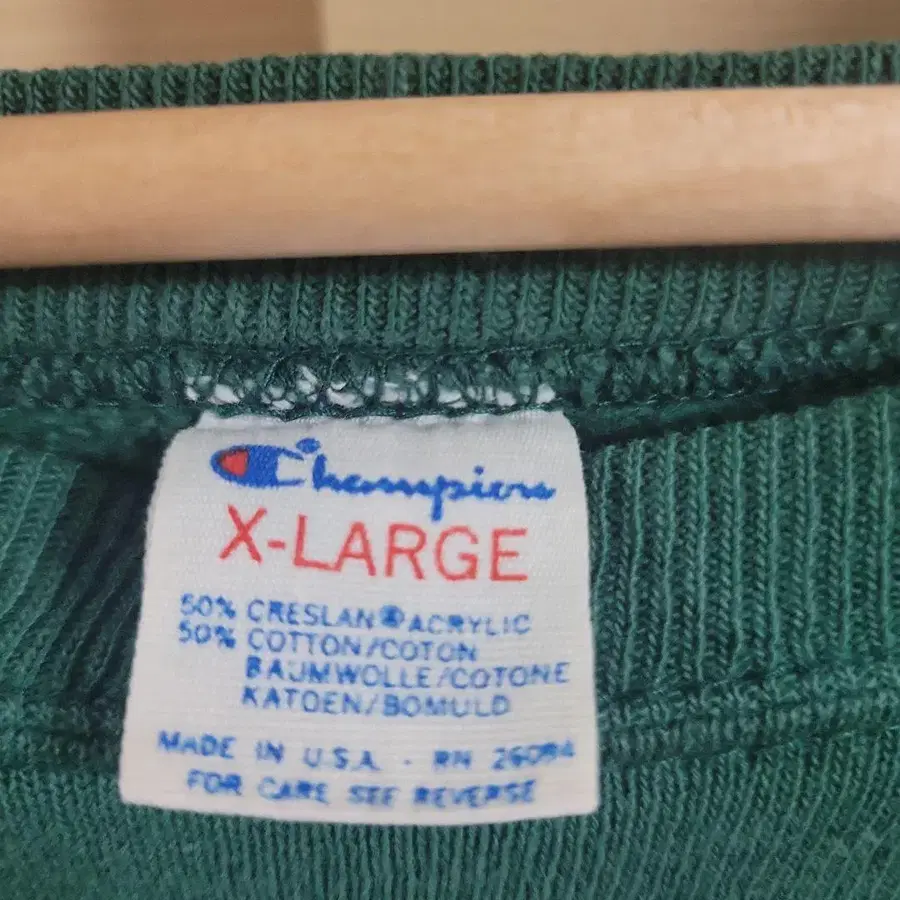 Champion
X-LARGE
50% CRESLAN® ACRYLIC
50% COTTON/COTON
BAUMWOLLE/COTONE
KATOEN/BOMULD
MADE IN U.S.A. - RN 26094
FOR CARE SEE REVERSE